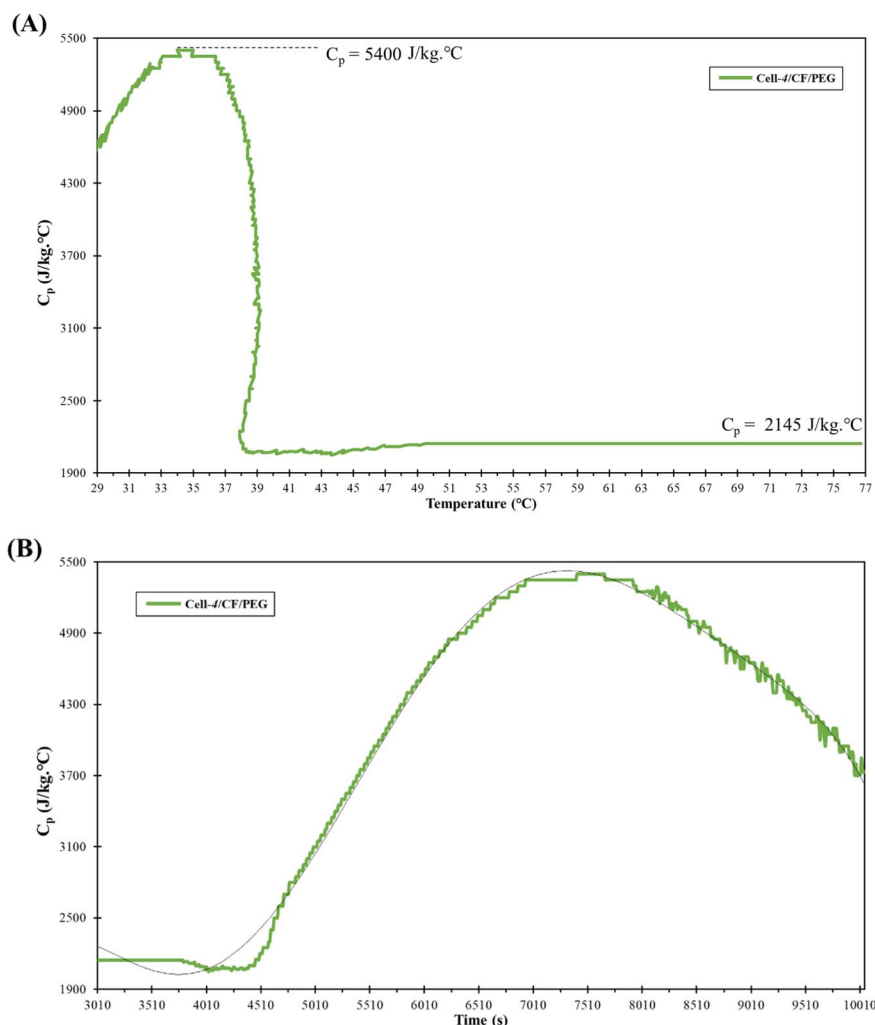 (A)
5500
4900
4300
3700
3100
2500
1900
Cp (J/kg.°C)
Cp = 5400 J/kg.°C
Cell-4/CF/PEG
Cp = 2145 J/kg.°C
29 31 33 35 37 39 41 43 45 47 49 51 53 55 57 59 61 63 65 67 69 71 73 75 77
Temperature (°C)
(B)
5500
4900
4300
3700
3100
2500
1900
Cp (J/kg.°C)
Cell-4/CF/PEG
3010 3510 4010 4510 5010 5510 6010 6510 7010 7510 8010 8510 9010 9510 10010
Time (s)